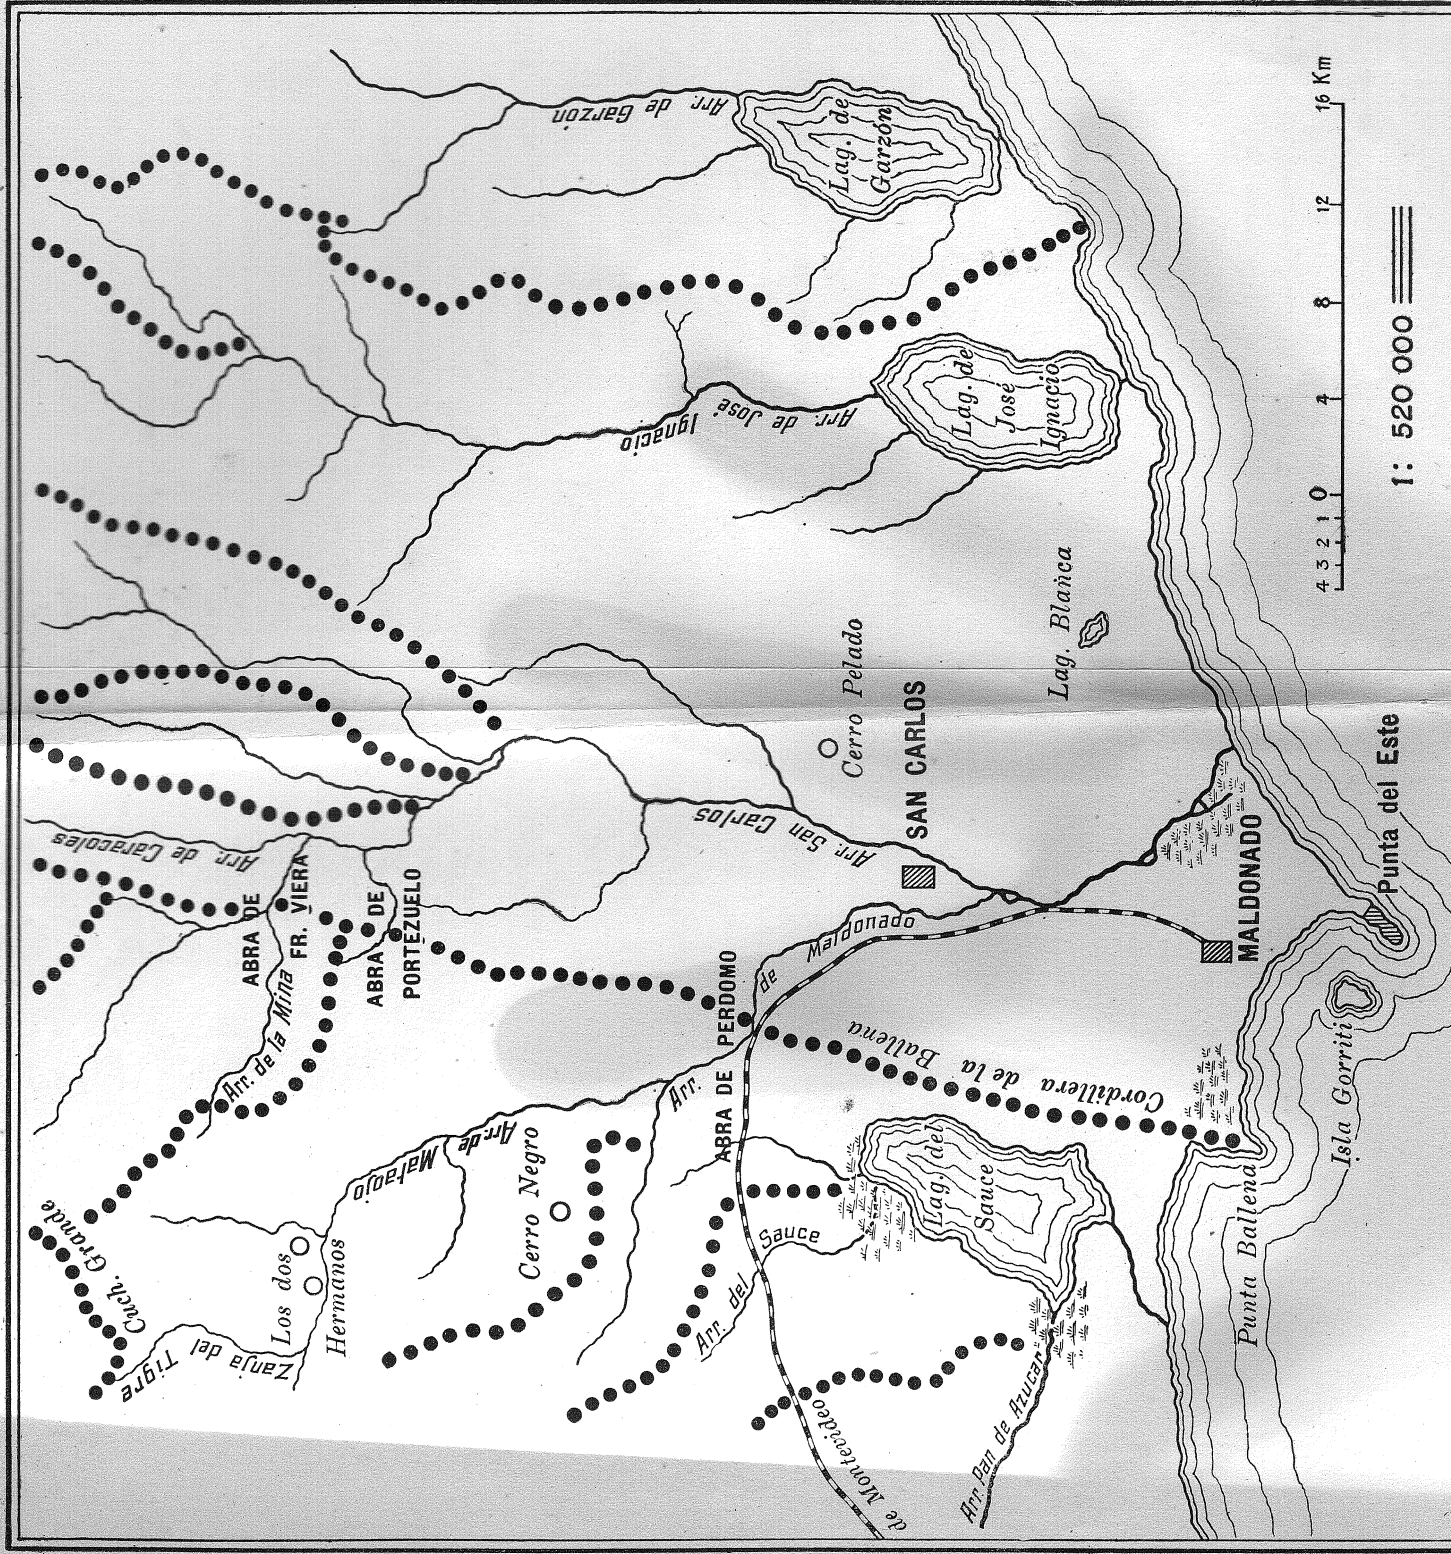 Arr. de Garzón
Lag. de
Garzón
16 Km
12
8
4
0
1
2
3
4
1: 520 000
Arr. de José
Ignacio
Lag. de
José
Ignacio
Lag. Blanca
Cerro Pelado
SAN CARLOS
Arr. San Carlos
Arr. de Caracoles
ABRA DE
FR. VIERA
ABRA DE
PORTEZUELO
Arr. de la Mina
MALDONADO
Punta del Este
Isla Gorriti
Arr. de Maldonado
ABRA DE PERDOMO
Cordillera de la Ballena
Punta Ballena
Lag. del
Sauce
Arr. de
Mataojo
Cerro Negro
Los dos
Hermanos
Cuch. Grande
Zanja del Tigre
Arr. del Sauce
Arr. Pan de Azucar
de Montevideo